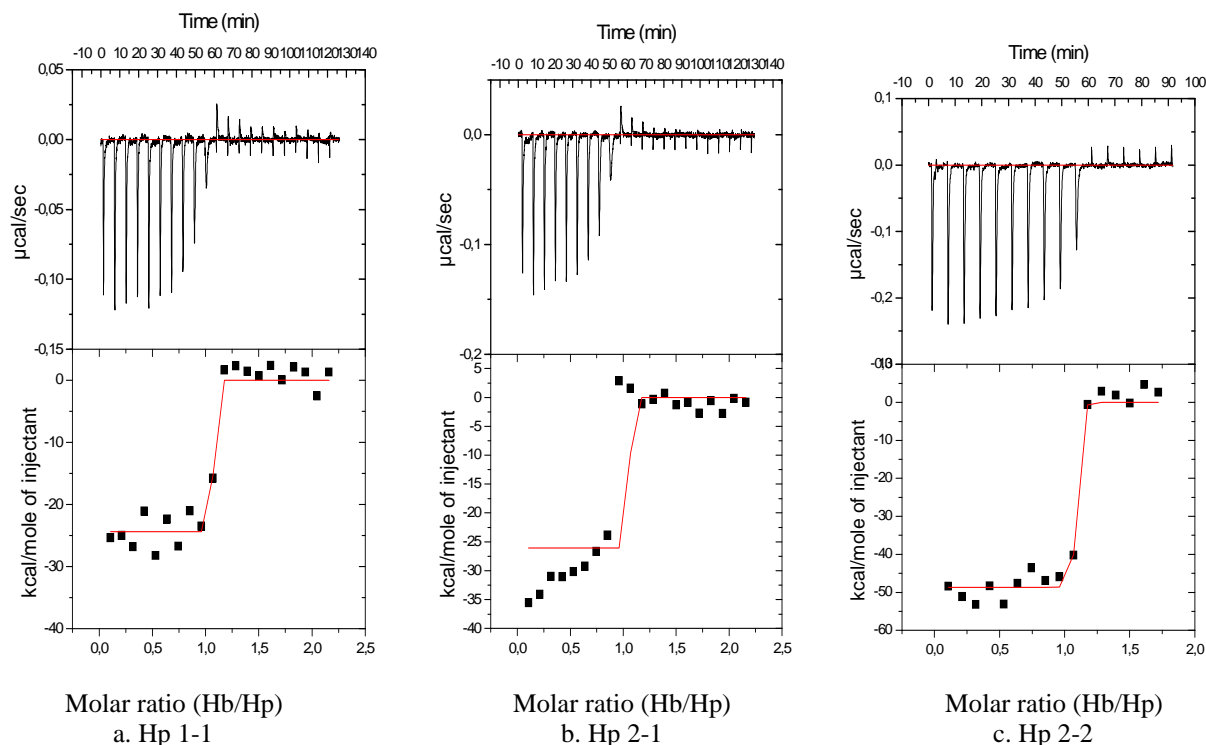 Time (min)
-10 0 10 20 30 40 50 60 70 80 90 100 110 120 130 140
0,05
0,00
-0,05
-0,10
-0,15
µcal/sec
0
-10
-20
-30
-40
kcal/mole of injectant
0,0 0,5 1,0 1,5 2,0 2,5
Molar ratio (Hb/Hp)
a. Hp 1-1
Time (min)
-10 0 10 20 30 40 50 60 70 80 90 100 110 120 130 140
0,0
-0,1
-0,2
µcal/sec
5
0
-5
-10
-15
-20
-25
-30
-35
-40
kcal/mole of injectant
0,0 0,5 1,0 1,5 2,0 2,5
Molar ratio (Hb/Hp)
b. Hp 2-1
Time (min)
-10 0 10 20 30 40 50 60 70 80 90 100
0,1
0,0
-0,1
-0,2
µcal/sec
0
-10
-20
-30
-40
-50
-60
kcal/mole of injectant
0,0 0,5 1,0 1,5 2,0
Molar ratio (Hb/Hp)
c. Hp 2-2